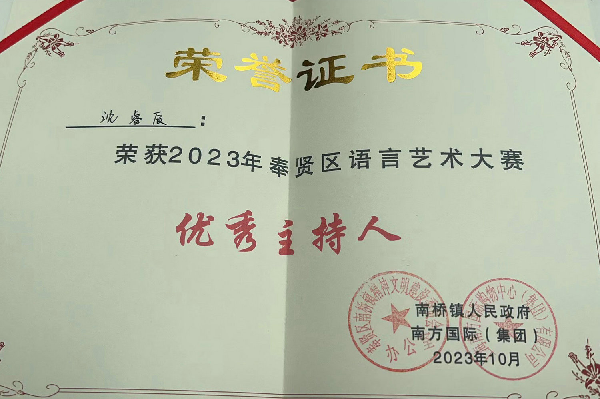 荣誉证书
沈睿辰：
荣获2023年奉贤区语言艺术大赛
优秀主持人
南桥镇人民政府
南方国际（集团）
2023年10月
办公